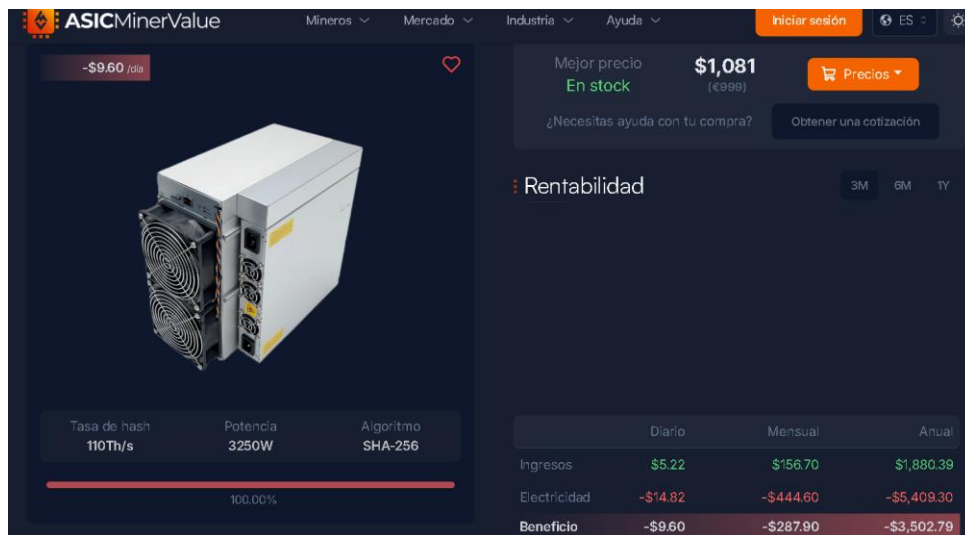 ASICMinerValue
Mineros
Mercado
Industria
Ayuda
Iniciar sesión
ES
-$9.60 /día
Mejor precio
En stock
$1,081
(€999)
Precios
¿Necesitas ayuda con tu compra?
Obtener una cotización
Rentabilidad
3M 6M 1Y
Tasa de hash Potencia Algoritmo
110Th/s 3250W SHA-256
100.00%
Diario Mensual Anual
Ingresos $5.22 $156.70 $1,880.39
Electricidad -$14.82 -$444.60 -$5,409.30
Beneficio -$9.60 -$287.90 -$3,502.79